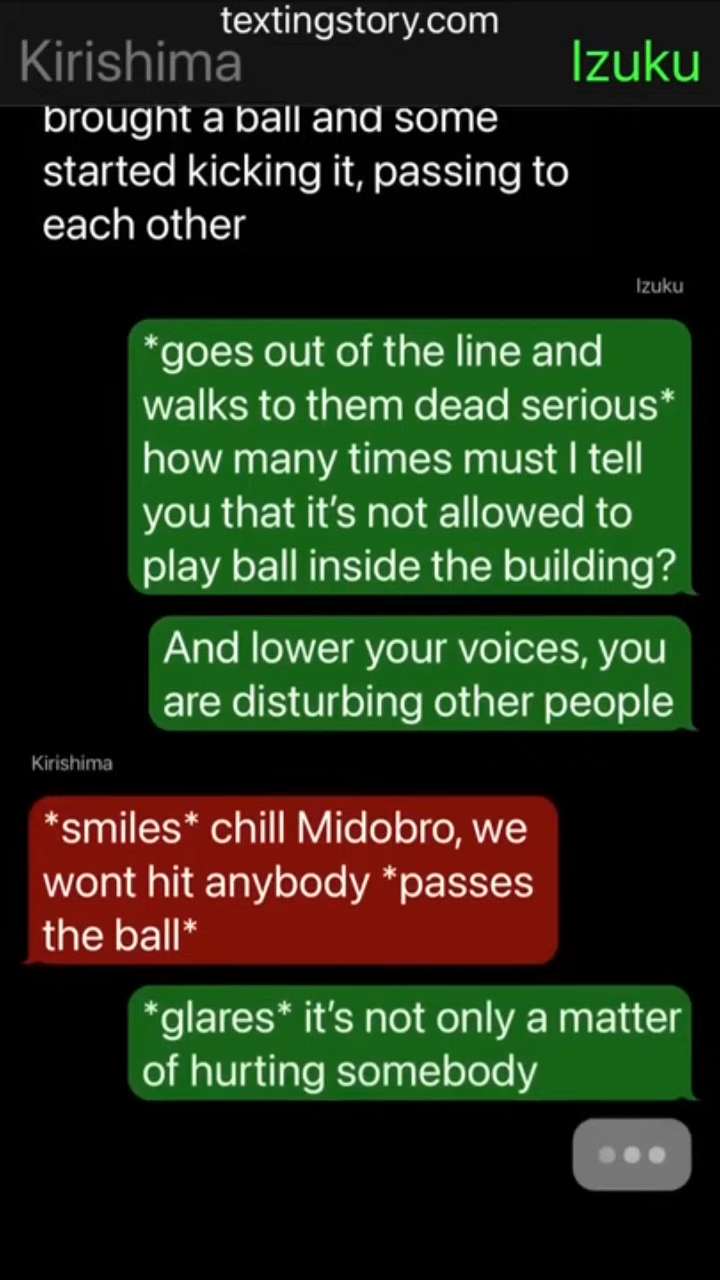 textingstory.com
Kirishima
Izuku
brought a ball and some
started kicking it, passing to
each other
Izuku
*goes out of the line and
walks to them dead serious*
how many times must I tell
you that it's not allowed to
play ball inside the building?
And lower your voices, you
are disturbing other people
Kirishima
*smiles* chill Midobro, we
wont hit anybody *passes
the ball*
*glares* it's not only a matter
of hurting somebody